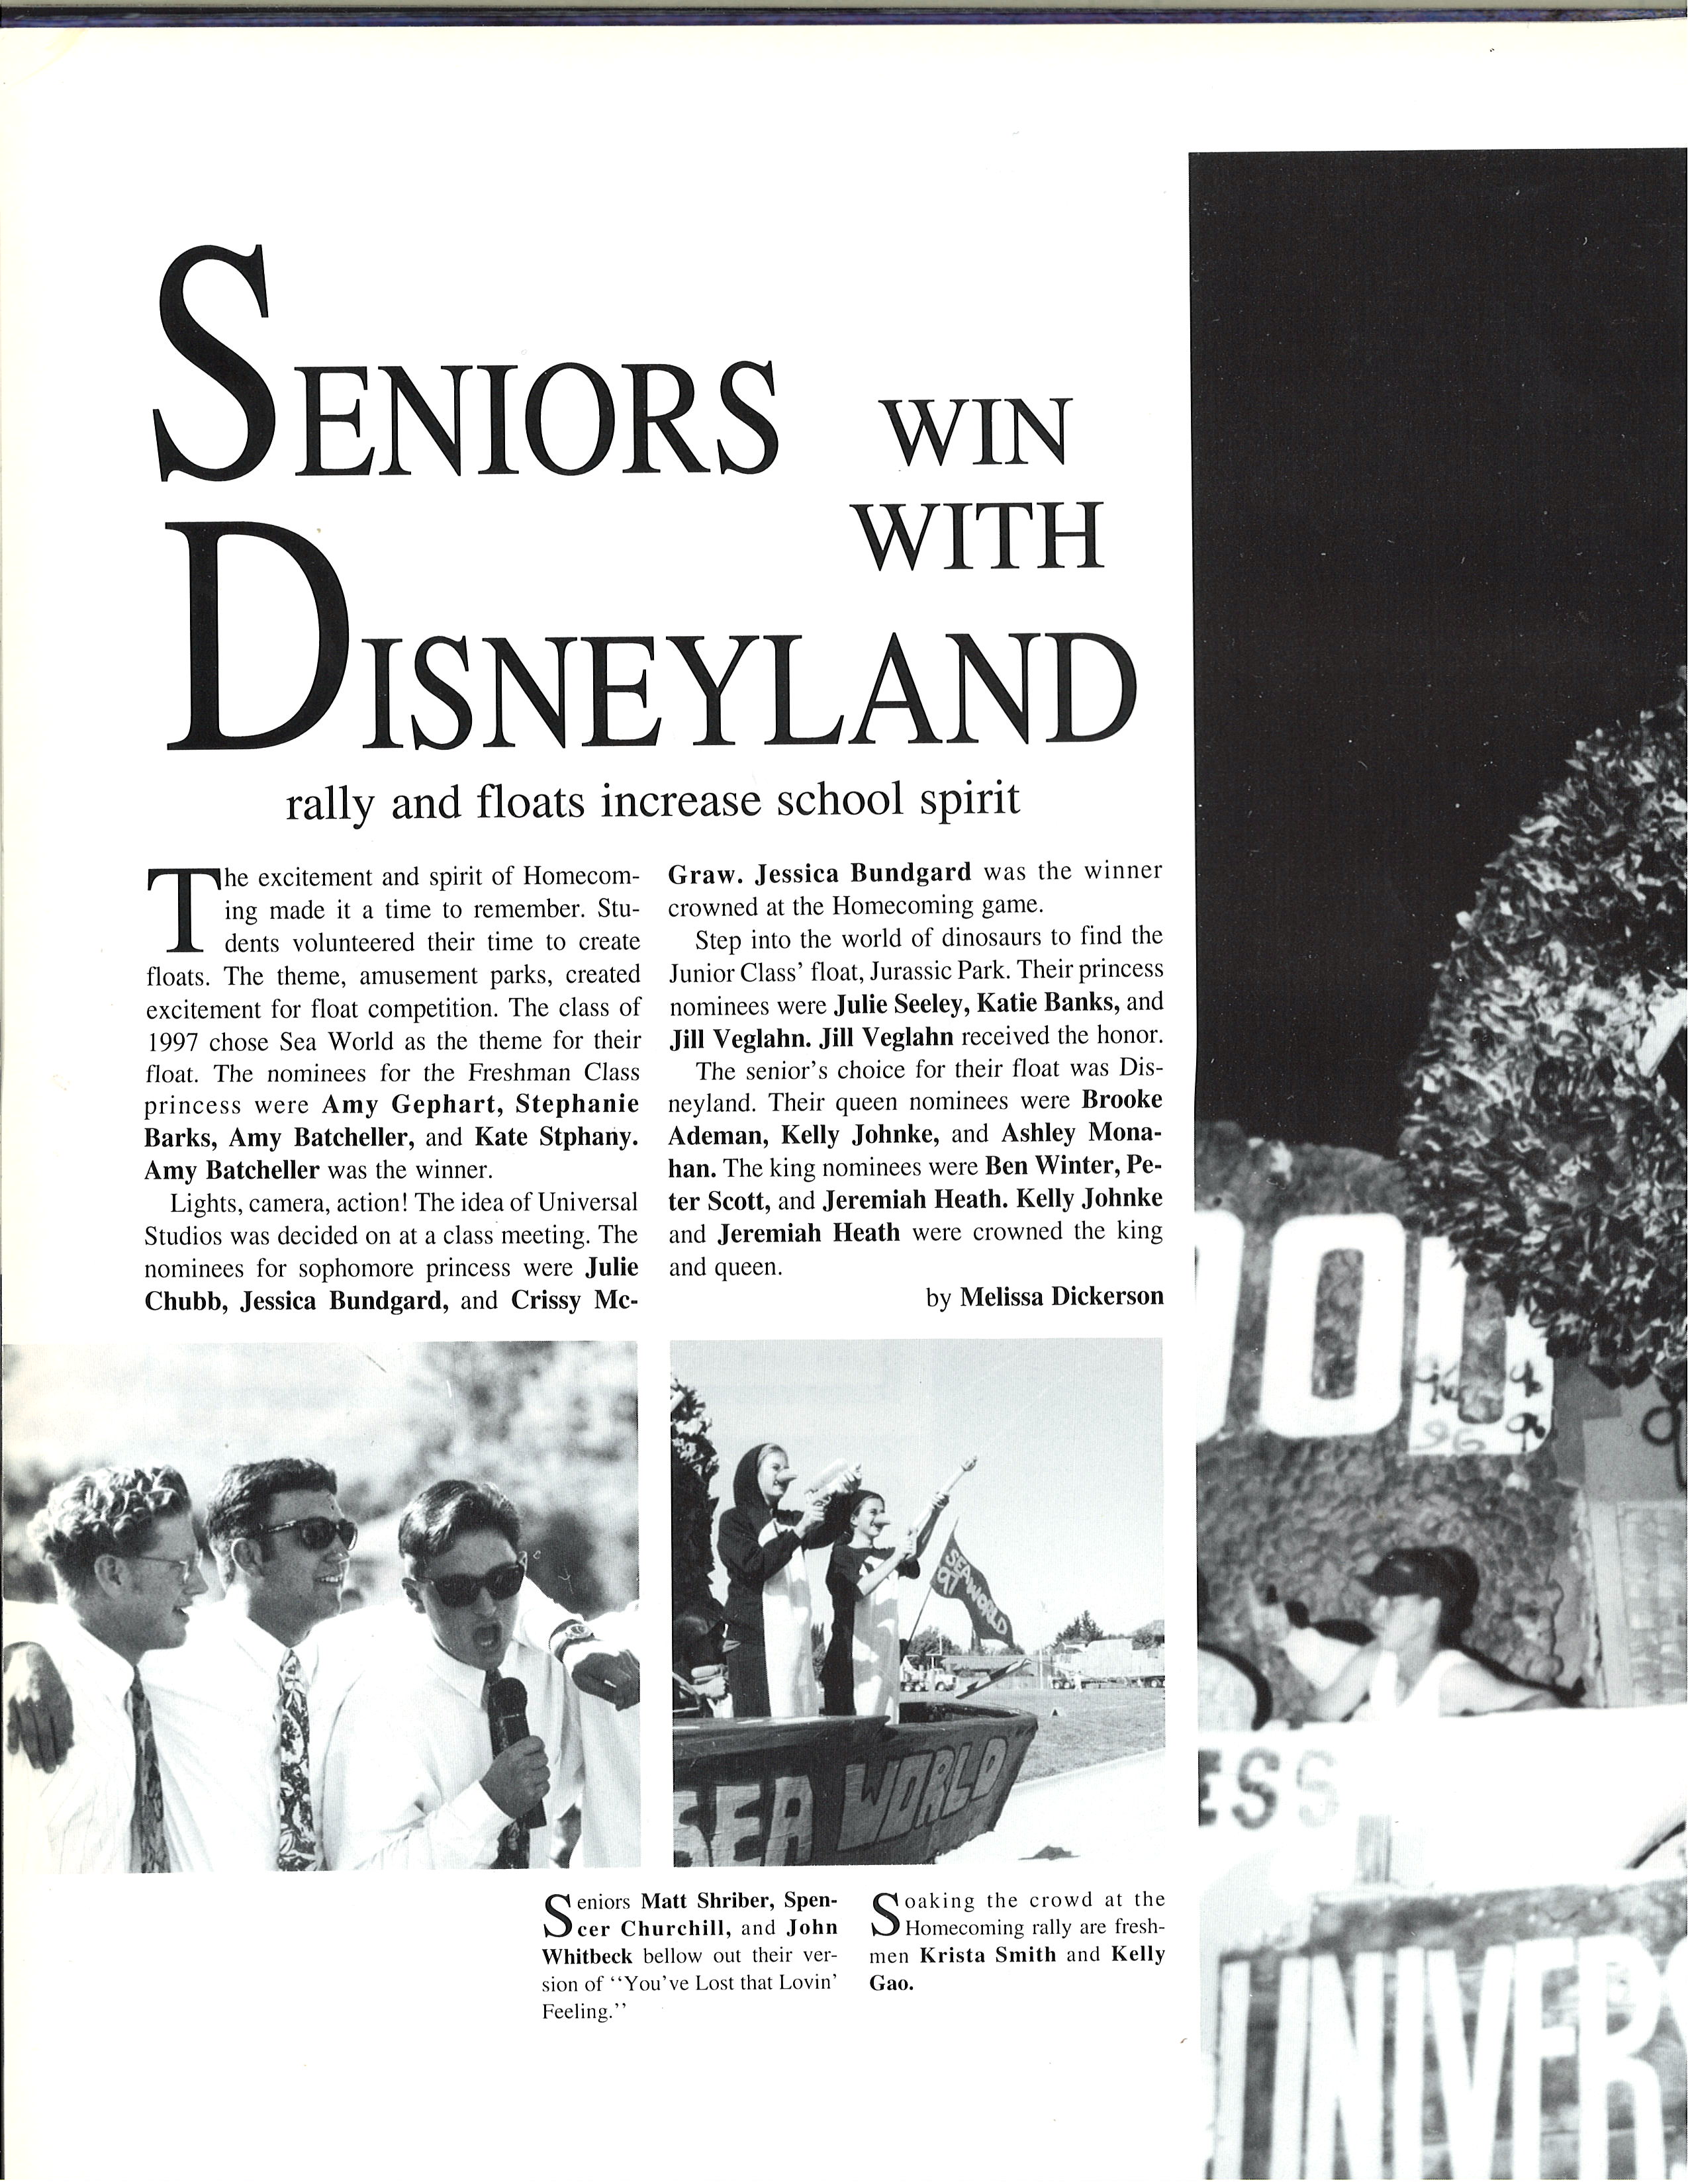 SENIORS WIN
WITH
DISNEYLAND
rally and floats increase school spirit
The excitement and spirit of Homecom-
ing made it a time to remember. Stu-
dents volunteered their time to create
floats. The theme, amusement parks, created
excitement for float competition. The class of
1997 chose Sea World as the theme for their
float. The nominees for the Freshman Class
princess were Amy Gephart, Stephanie
Barks, Amy Batcheller, and Kate Stphany.
Amy Batcheller was the winner.
Lights, camera, action! The idea of Universal
Studios was decided on at a class meeting. The
nominees for sophomore princess were Julie
Chubb, Jessica Bundgard, and Crissy Mc-
Graw. Jessica Bundgard was the winner
crowned at the Homecoming game.
Step into the world of dinosaurs to find the
Junior Class' float, Jurassic Park. Their princess
nominees were Julie Seeley, Katie Banks, and
Jill Veglahn. Jill Veglahn received the honor.
The senior's choice for their float was Dis-
neyland. Their queen nominees were Brooke
Ademan, Kelly Johnke, and Ashley Mona-
han. The king nominees were Ben Winter, Pe-
ter Scott, and Jeremiah Heath. Kelly Johnke
and Jeremiah Heath were crowned the king
and queen.
by Melissa Dickerson
SEAWORLD
97
SEA WORLD
Seniors Matt Shriber, Spen-
cer Churchill, and John
Whitbeck bellow out their ver-
sion of "You've Lost that Lovin'
Feeling."
Soaking the crowd at the
Homecoming rally are fresh-
men Krista Smith and Kelly
Gao.
96
ESS
UNIVERS